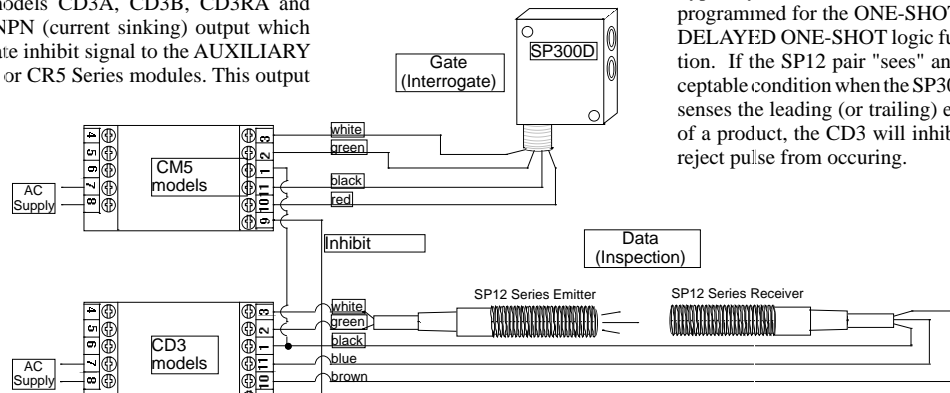 models CD3A, CD3B, CD3RA and
NPN (current sinking) output which
inhibit signal to the AUXILIARY
or CR5 Series modules. This output
programmed for the ONE-SHOT
DELAYED ONE-SHOT logic fu
tion. If the SP12 pair "sees" an
ceptable condition when the SP30
senses the leading (or trailing) e
of a product, the CD3 will inhib
reject pulse from occuring.
Gate
(Interrogate)
SP300D
4
5
6
7
8
CM5
models
3
2
1
11
10
9
white
green
black
red
AC
Supply
Inhibit
Data
(Inspection)
SP12 Series Emitter
SP12 Series Receiver
4
5
6
7
8
CD3
models
3
2
1
11
10
white
green
black
blue
brown
AC
Supply